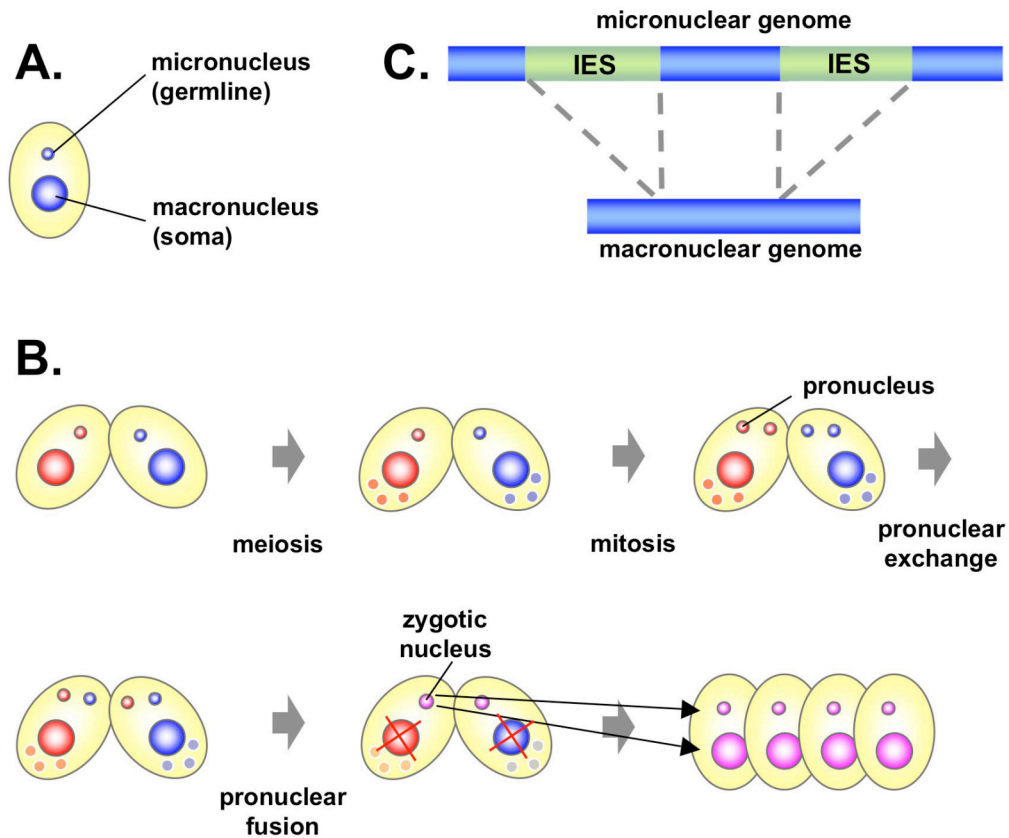 A.
micronucleus
(germline)
macronucleus
(soma)
C.
micronuclear genome
IES IES
macronuclear genome
B.
pronucleus
meiosis
mitosis
pronuclear
exchange
zygotic
nucleus
pronuclear
fusion